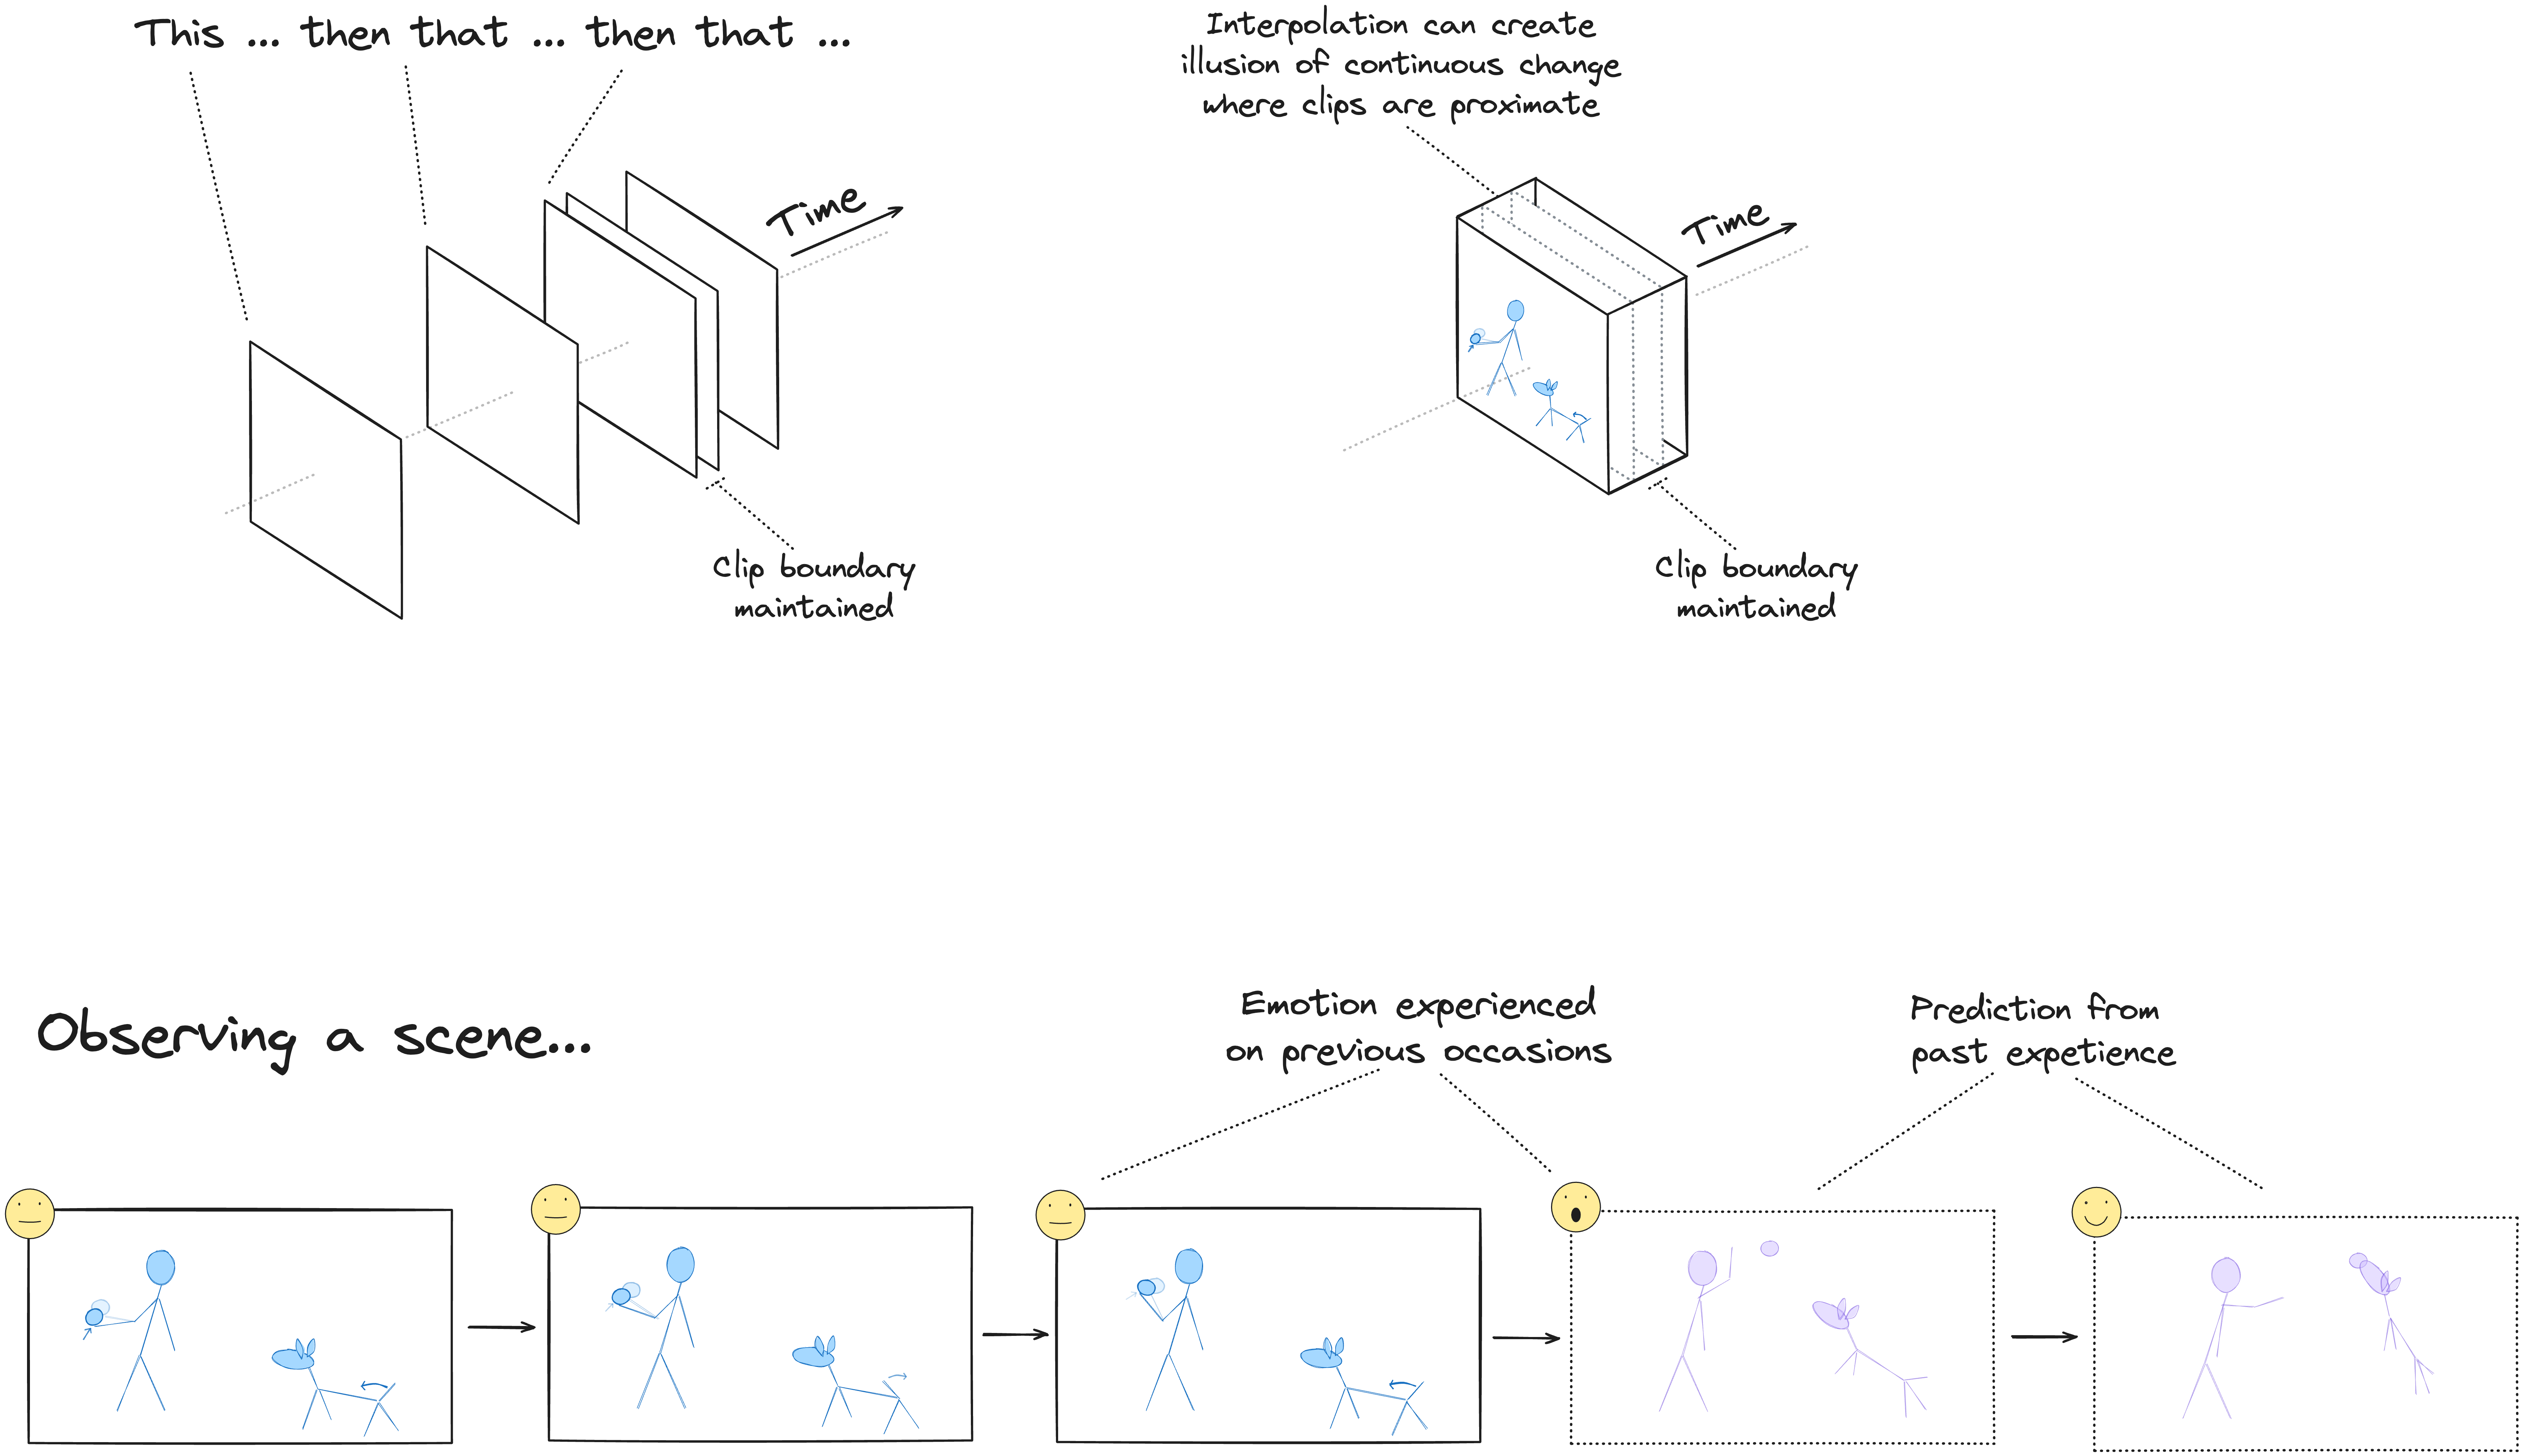 This ... then that ... then that ...
Interpolation can create
illusion of continuous change
where clips are proximate
Time
Time
Clip boundary
maintained
Clip boundary
maintained
Observing a scene...
Emotion experienced
on previous occasions
Prediction from
past expetience